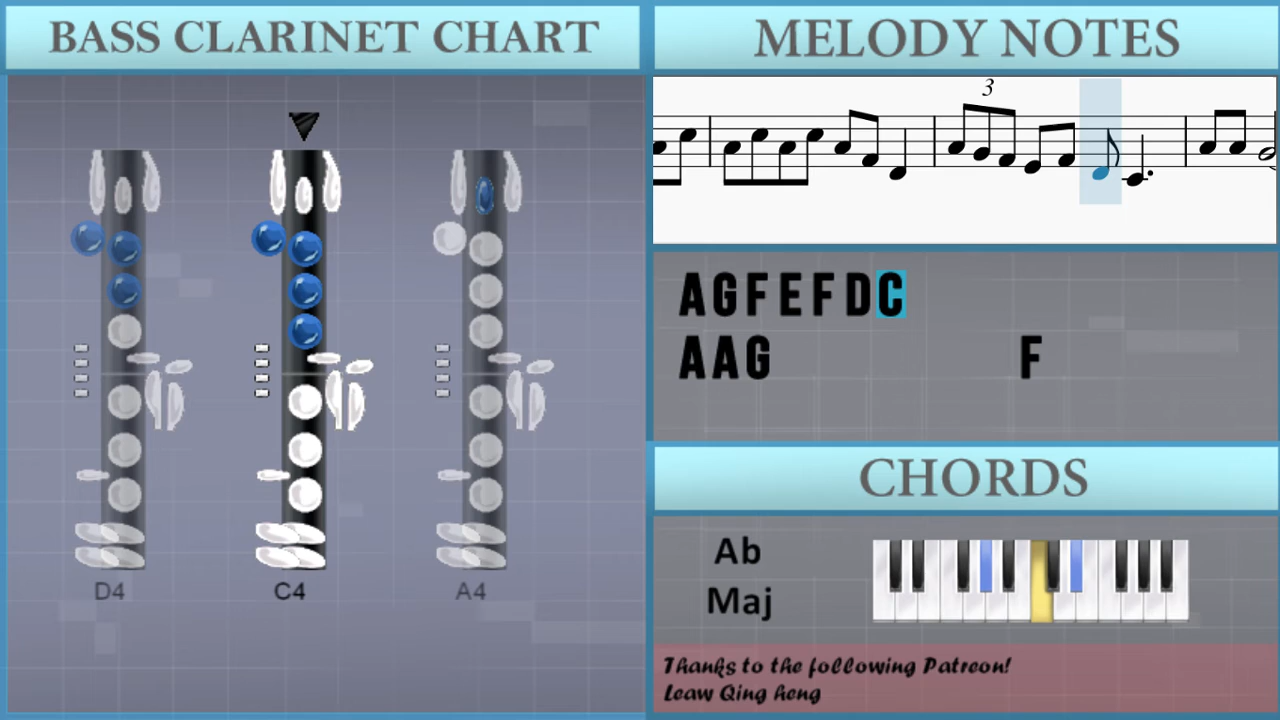 BASS CLARINET CHART
D4 C4 A4
MELODY NOTES
3
AGFEFDC
AAG F
CHORDS
Ab
Maj
Thanks to the following Patreon!
Leaw Qing heng